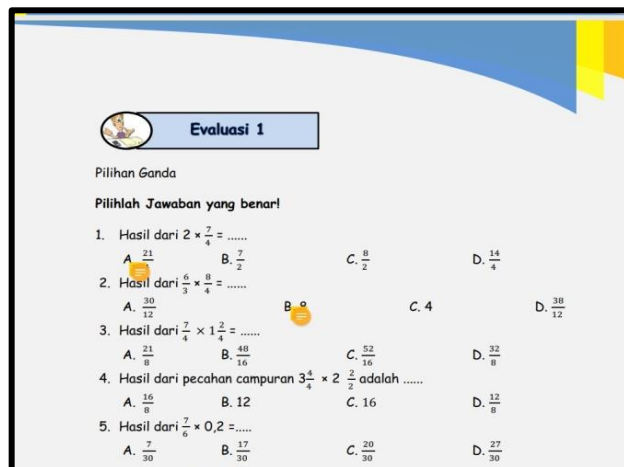 Evaluasi 1
Pilihan Ganda
Pilihlah Jawaban yang benar!
1. Hasil dari 2 × 7/4 = ......
A. 21/ B. 7/2 C. 8/2 D. 14/4
2. Hasil dari 6/3 × 8/4 = ......
A. 30/12 B. C. 4 D. 38/12
3. Hasil dari 7/4 × 1 2/4 = ......
A. 21/8 B. 48/16 C. 52/16 D. 32/8
4. Hasil dari pecahan campuran 3 4/4 × 2 2/2 adalah ......
A. 16/8 B. 12 C. 16 D. 12/8
5. Hasil dari 7/6 × 0,2 =.....
A. 7/30 B. 17/30 C. 20/30 D. 27/30